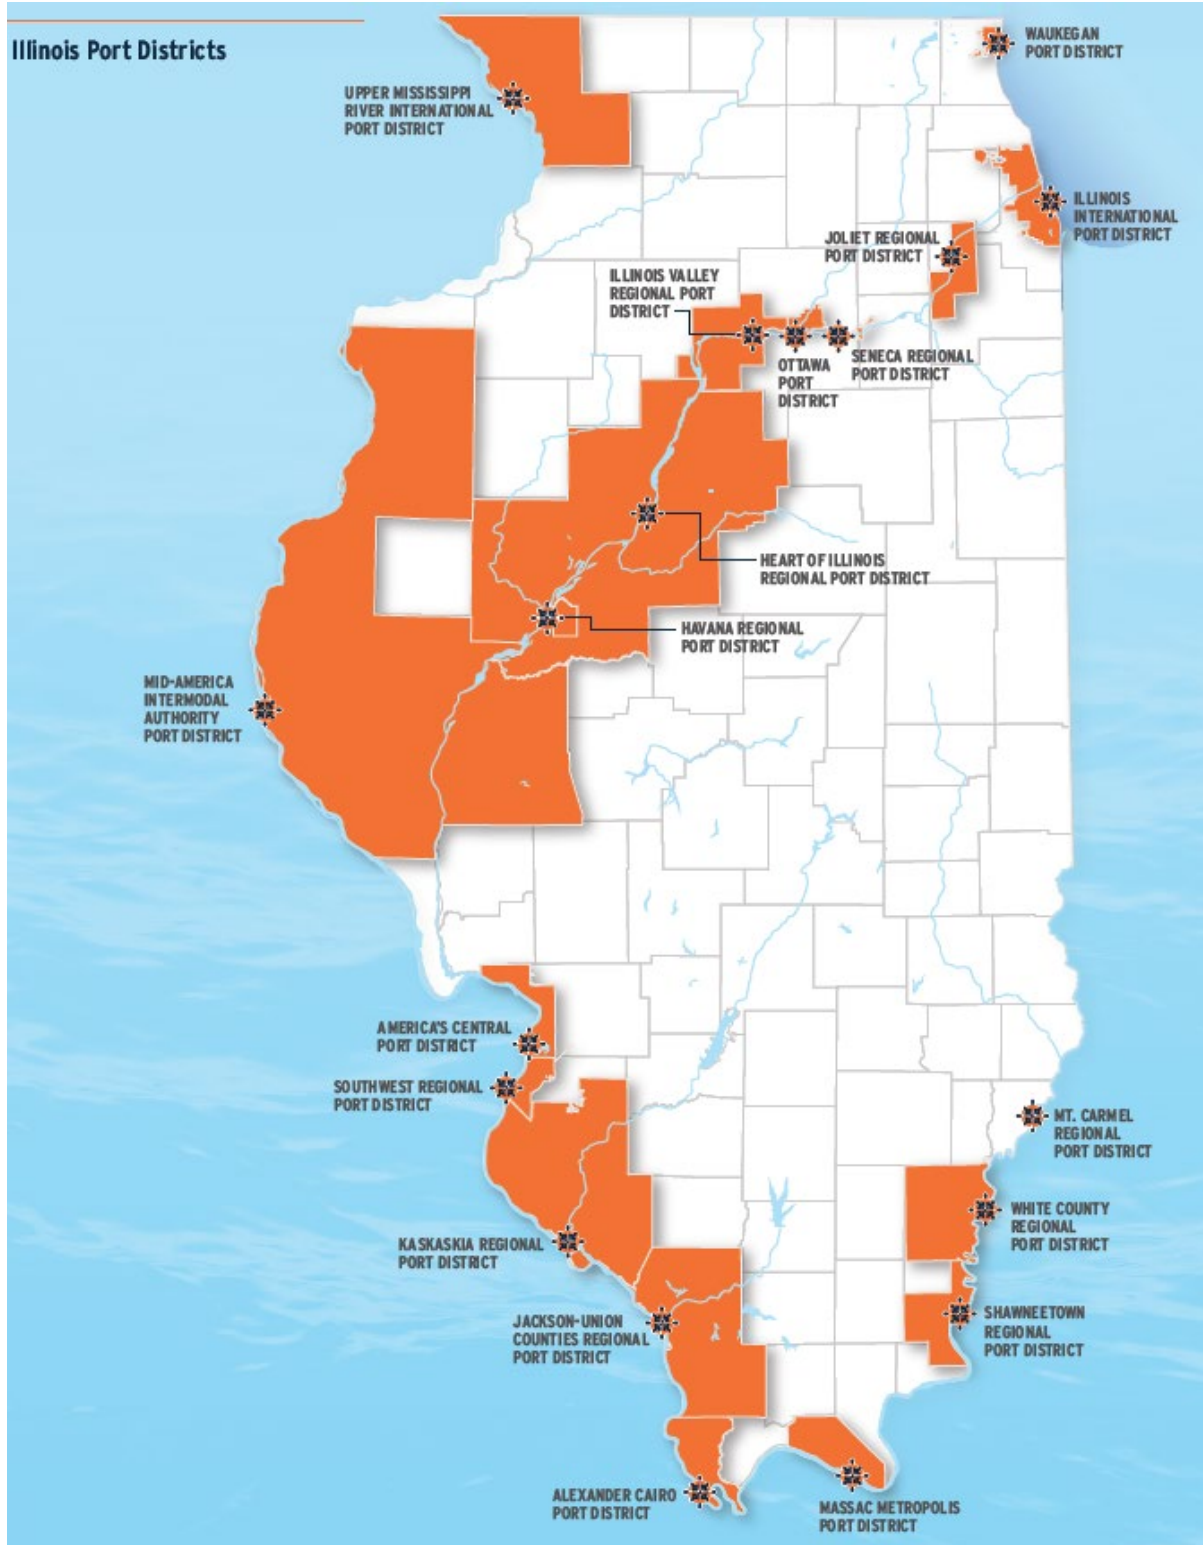 Illinois Port Districts
WAUKEGAN
PORT DISTRICT
UPPER MISSISSIPPI
RIVER INTERNATIONAL
PORT DISTRICT
ILLINOIS
INTERNATIONAL
PORT DISTRICT
JOLIET REGIONAL
PORT DISTRICT
ILLINOIS VALLEY
REGIONAL PORT
DISTRICT
OTTAWA
PORT
DISTRICT
SENECA REGIONAL
PORT DISTRICT
HEART OF ILLINOIS
REGIONAL PORT DISTRICT
HAVANA REGIONAL
PORT DISTRICT
MID-AMERICA
INTERMODAL
AUTHORITY
PORT DISTRICT
AMERICA'S CENTRAL
PORT DISTRICT
SOUTHWEST REGIONAL
PORT DISTRICT
MT. CARMEL
REGIONAL
PORT DISTRICT
WHITE COUNTY
REGIONAL
PORT DISTRICT
KASKASKIA REGIONAL
PORT DISTRICT
JACKSON-UNION
COUNTIES REGIONAL
PORT DISTRICT
SHAWNEETOWN
REGIONAL
PORT DISTRICT
ALEXANDER CAIRO
PORT DISTRICT
MASSAC METROPOLIS
PORT DISTRICT